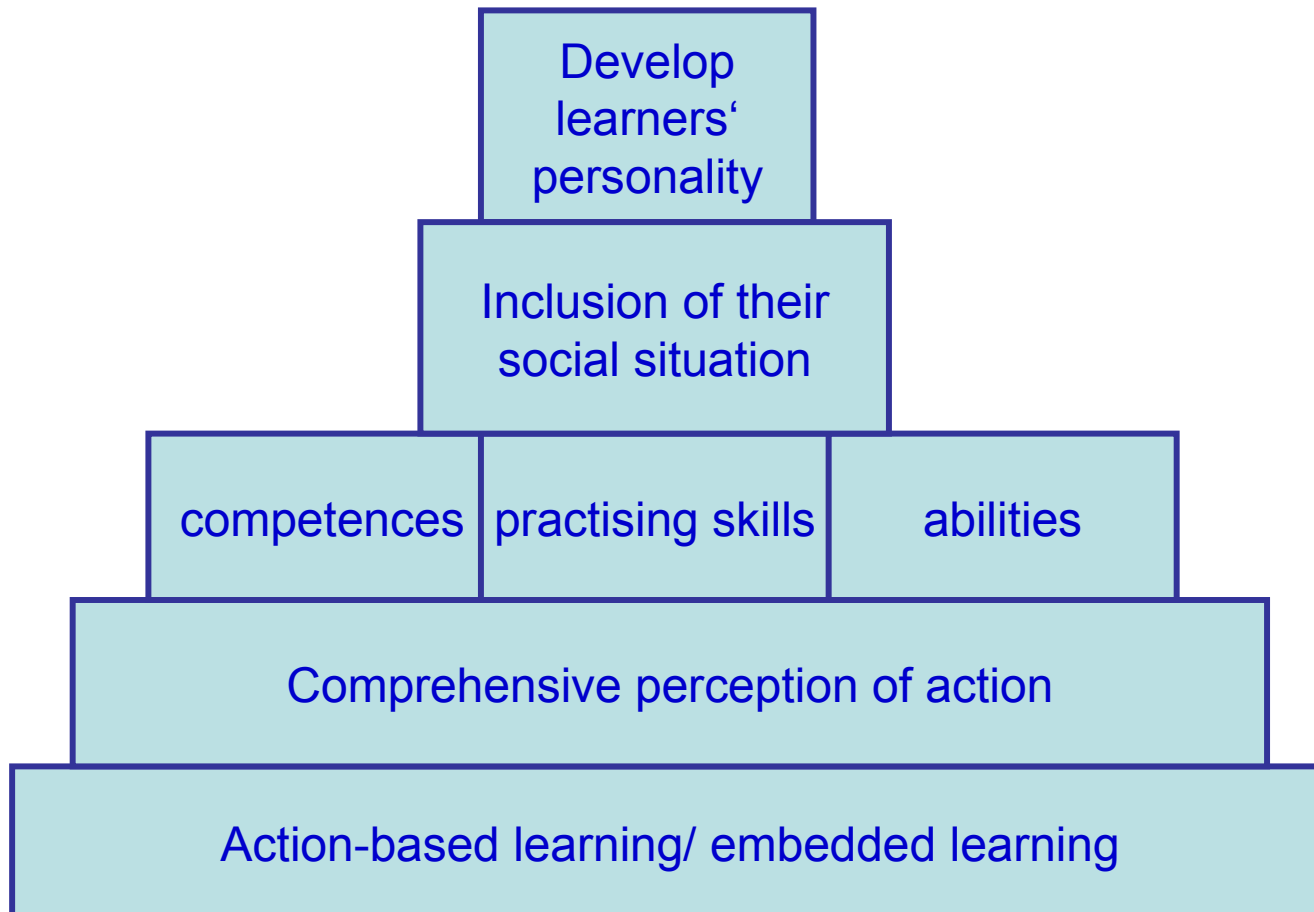 Develop
learners‘
personality
Inclusion of their
social situation
competences
practising skills
abilities
Comprehensive perception of action
Action-based learning/ embedded learning